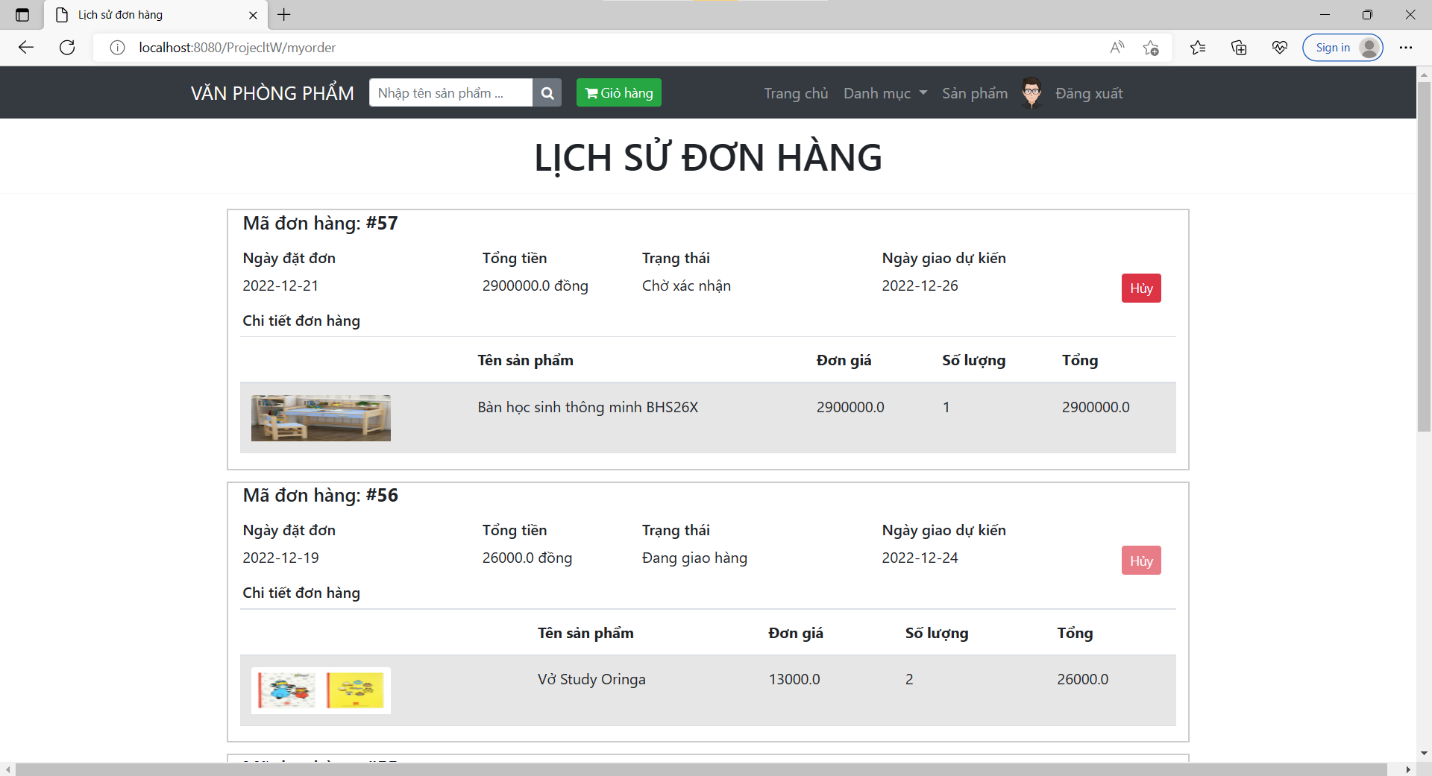 Lịch sử đơn hàng
localhost:8080/ProjecItW/myorder
Sign in
VĂN PHÒNG PHẨM
Nhập tên sản phẩm ...
Giỏ hàng
Trang chủ
Danh mục
Sản phẩm
Đăng xuất
LỊCH SỬ ĐƠN HÀNG
Mã đơn hàng: #57
Ngày đặt đơn Tổng tiền Trạng thái Ngày giao dự kiến
2022-12-21 2900000.0 đồng Chờ xác nhận 2022-12-26 Hủy
Chi tiết đơn hàng
Tên sản phẩm Đơn giá Số lượng Tổng
Bàn học sinh thông minh BHS26X 2900000.0 1 2900000.0
Mã đơn hàng: #56
Ngày đặt đơn Tổng tiền Trạng thái Ngày giao dự kiến
2022-12-19 26000.0 đồng Đang giao hàng 2022-12-24 Hủy
Chi tiết đơn hàng
Tên sản phẩm Đơn giá Số lượng Tổng
Vở Study Oringa 13000.0 2 26000.0